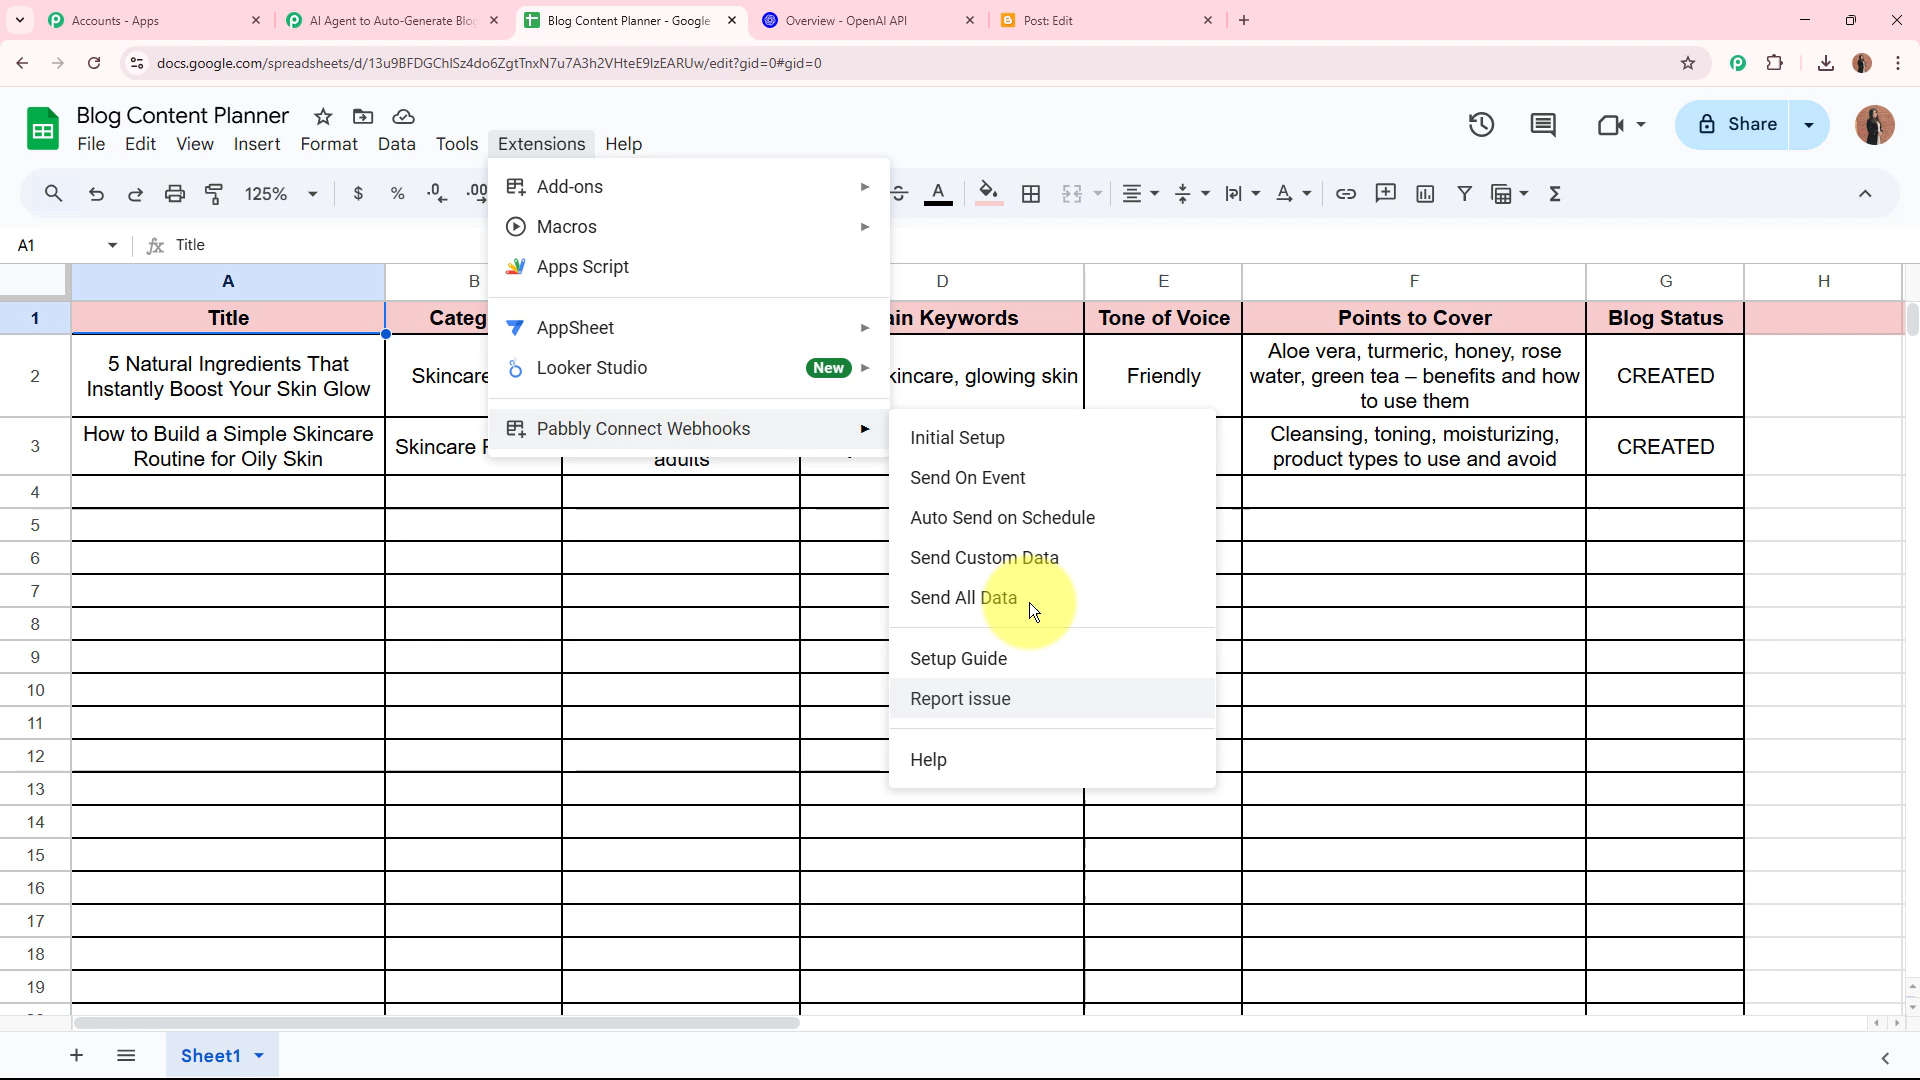 Accounts - Apps
AI Agent to Auto-Generate Blog
Blog Content Planner - Google
Overview - OpenAI API
Post: Edit
docs.google.com/spreadsheets/d/13u9BFDGChlSz4do6ZgtTnxN7u7A3h2VHteE9IzEARUw/edit?gid=0#gid=0
Blog Content Planner
Share
File Edit View Insert Format Data Tools Extensions Help
125% $ % .0 .00
A1
Title
Add-ons
Macros
Apps Script
AppSheet
Looker Studio New
Pabbly Connect Webhooks
Initial Setup
Send On Event
Auto Send on Schedule
Send Custom Data
Send All Data
Setup Guide
Report issue
Help
A B D E F G H
1 Title Categ ain Keywords Tone of Voice Points to Cover Blog Status
2
5 Natural Ingredients That
Instantly Boost Your Skin Glow
Skincare
kincare, glowing skin
Friendly
Aloe vera, turmeric, honey, rose
water, green tea – benefits and how
to use them
CREATED
3
How to Build a Simple Skincare
Routine for Oily Skin
Skincare
adults
Cleansing, toning, moisturizing,
product types to use and avoid
CREATED
4
5
6
7
8
9
10
11
12
13
14
15
16
17
18
19
Sheet1